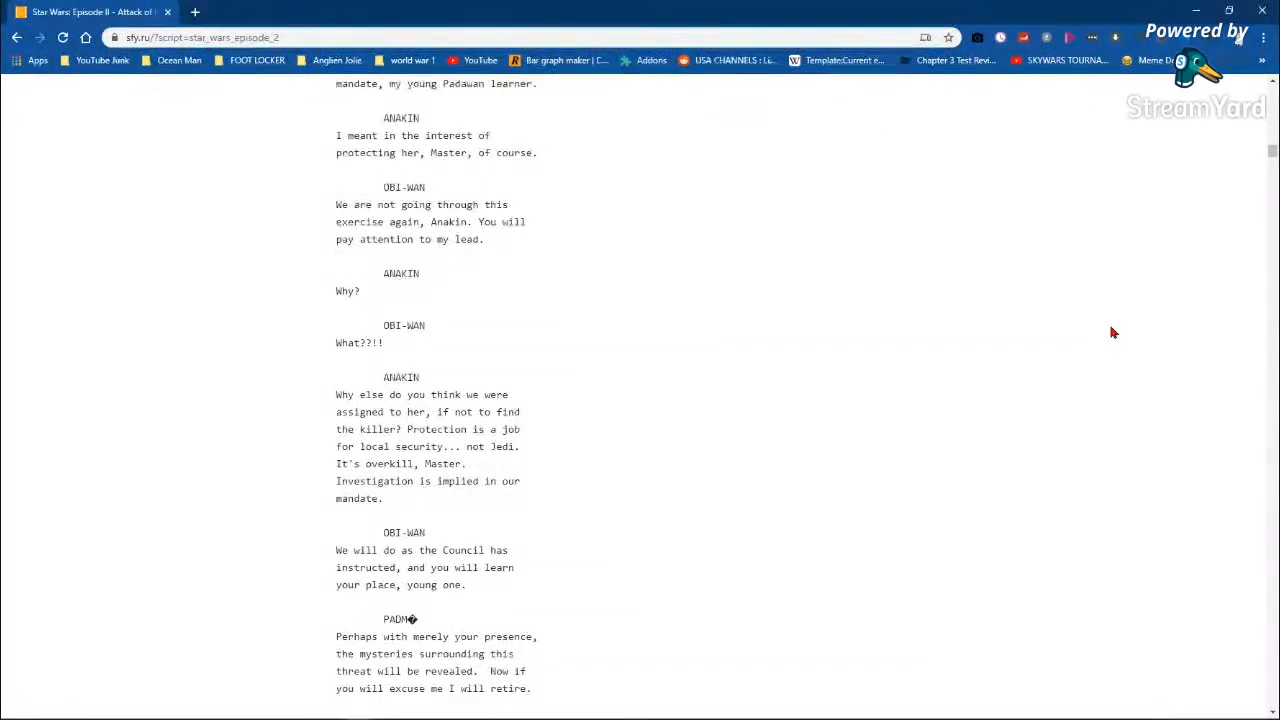 Star Wars: Episode II - Attack of
Powered by
sfy.ru/?script=star_wars_episode_2
Apps
YouTube Junk
Ocean Man
FOOT LOCKER
Anglien Jolie
world war 1
YouTube
Bar graph maker | C...
Addons
USA CHANNELS : Li...
Template:Current e...
Chapter 3 Test Revi...
SKYWARS TOURNA...
Meme De
StreamYard
mandate, my young Padawan learner.
ANAKIN
I meant in the interest of
protecting her, Master, of course.
OBI-WAN
We are not going through this
exercise again, Anakin. You will
pay attention to my lead.
ANAKIN
Why?
OBI-WAN
What??!!
ANAKIN
Why else do you think we were
assigned to her, if not to find
the killer? Protection is a job
for local security... not Jedi.
It's overkill, Master.
Investigation is implied in our
mandate.
OBI-WAN
We will do as the Council has
instructed, and you will learn
your place, young one.
PADM�
Perhaps with merely your presence,
the mysteries surrounding this
threat will be revealed.  Now if
you will excuse me I will retire.